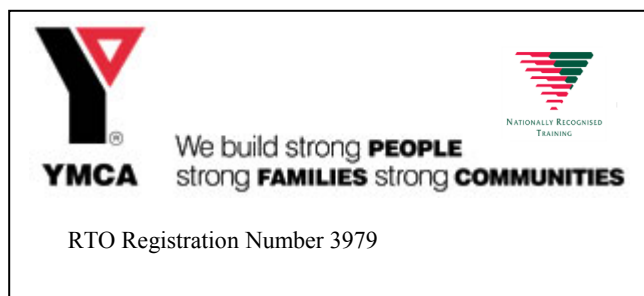 NATIONALLY RECOGNISED
TRAINING
®
YMCA
We build strong PEOPLE
strong FAMILIES strong COMMUNITIES
RTO Registration Number 3979